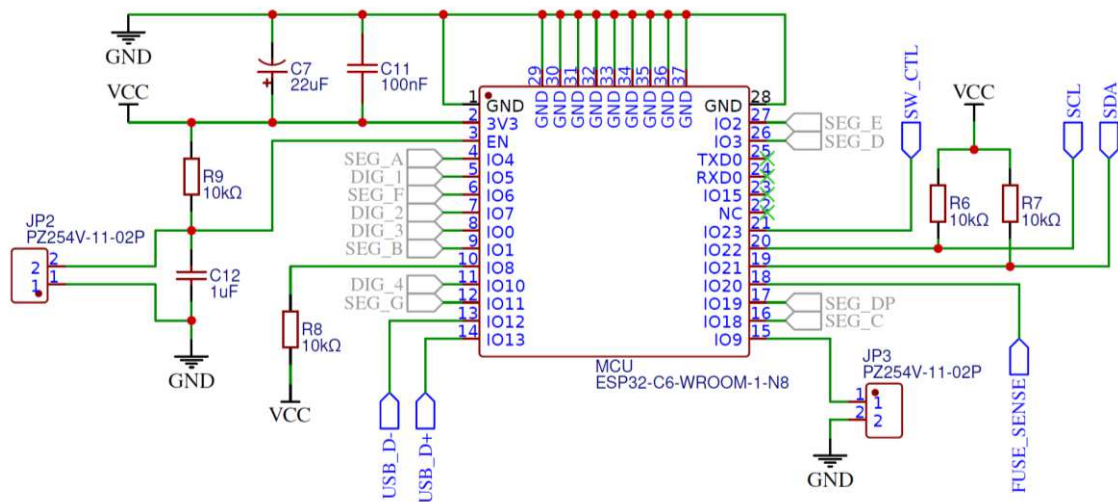 GND
C7
22uF
C11
100nF
VCC
R9
10kΩ
JP2
PZ254V-11-02P
2
1
2
1
C12
1uF
GND
R8
10kΩ
VCC
SEG_A
DIG_1
SEG_F
DIG_2
DIG_3
SEG_B
DIG_4
SEG_G
USB_D-
USB_D+
29 30 31 32 33 34 35 36 37
GND GND GND GND GND GND GND GND GND
1 GND
2 3V3
3 EN
4 IO4
5 IO5
6 IO6
7 IO7
8 IO0
9 IO1
10 IO8
11 IO10
12 IO11
13 IO12
14 IO13
GND 28
IO2 27
IO3 26
TXD0 25
RXD0 24
IO15 23
NC 22
IO23 21
IO22 20
IO21 19
IO20 18
IO19 17
IO18 16
IO9 15
MCU
ESP32-C6-WROOM-1-N8
SEG_E
SEG_D
SEG_DP
SEG_C
SW_CTL
VCC
R6
10kΩ
R7
10kΩ
SCL
SDA
JP3
PZ254V-11-02P
1
2
1
2
GND
FUSE_SENSE